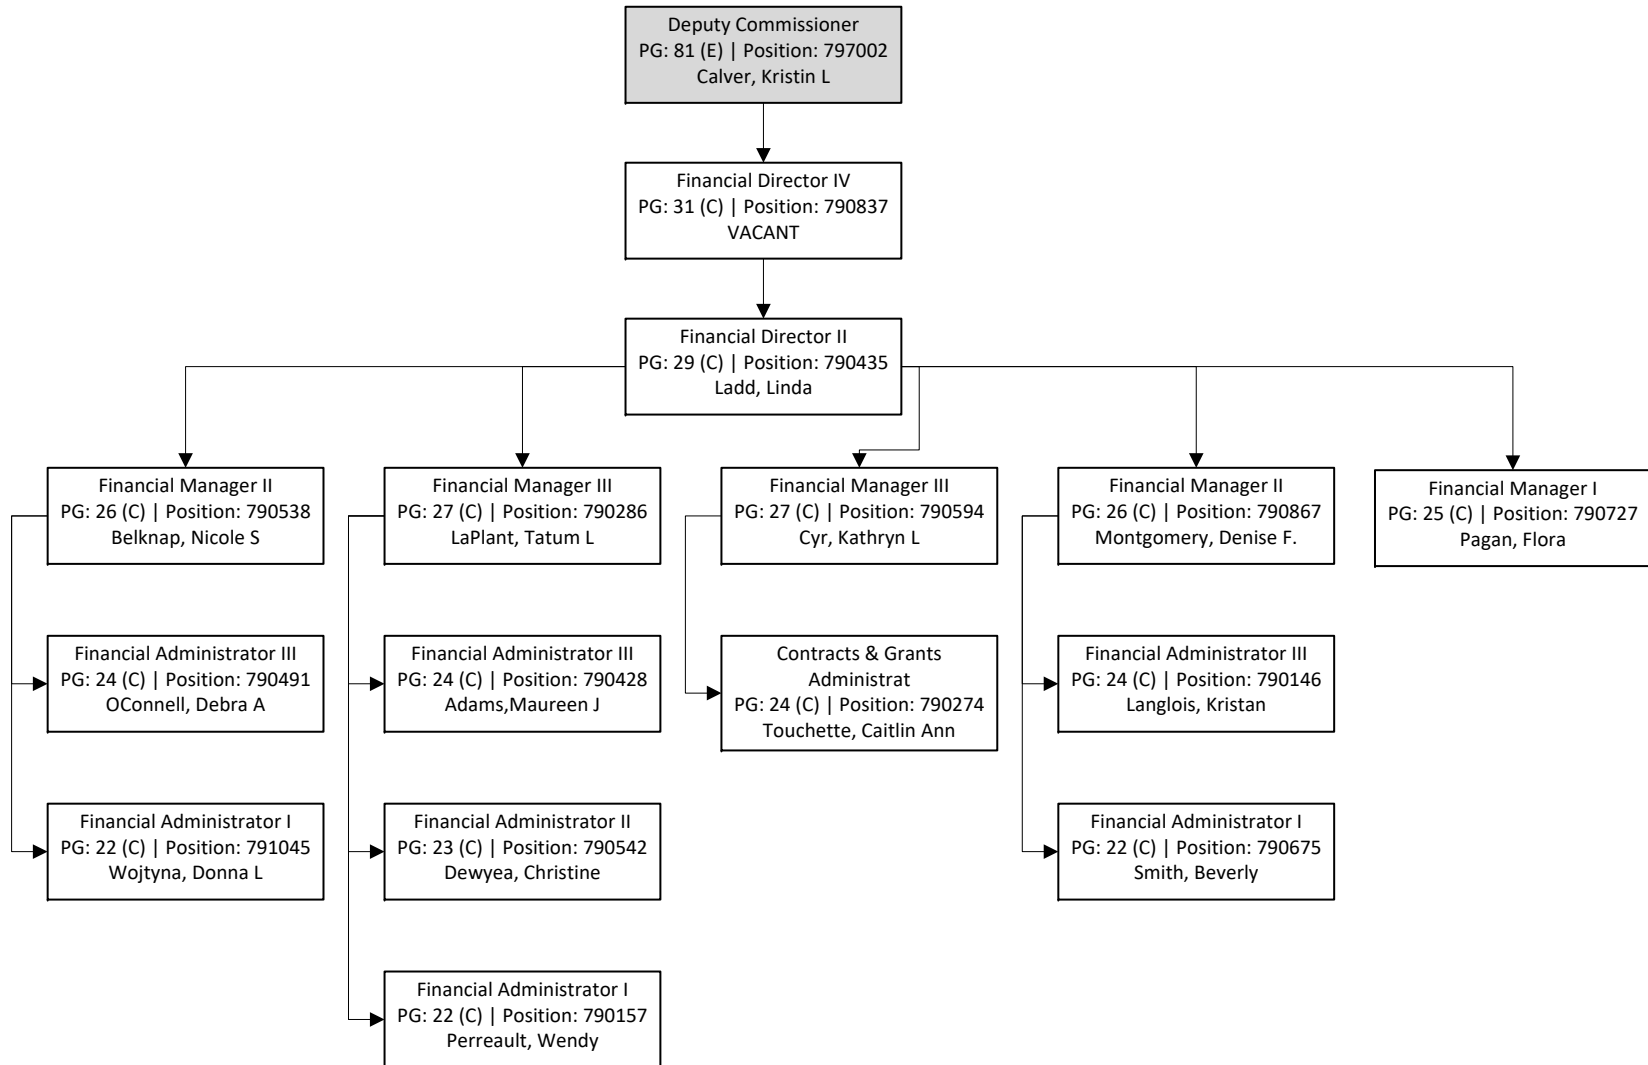 Deputy Commissioner
PG: 81 (E) | Position: 797002
Calver, Kristin L
Financial Director IV
PG: 31 (C) | Position: 790837
VACANT
Financial Director II
PG: 29 (C) | Position: 790435
Ladd, Linda
Financial Manager II
PG: 26 (C) | Position: 790538
Belknap, Nicole S
Financial Manager III
PG: 27 (C) | Position: 790286
LaPlant, Tatum L
Financial Manager III
PG: 27 (C) | Position: 790594
Cyr, Kathryn L
Financial Manager II
PG: 26 (C) | Position: 790867
Montgomery, Denise F.
Financial Manager I
PG: 25 (C) | Position: 790727
Pagan, Flora
Financial Administrator III
PG: 24 (C) | Position: 790491
OConnell, Debra A
Financial Administrator III
PG: 24 (C) | Position: 790428
Adams,Maureen J
Contracts & Grants
Administrat
PG: 24 (C) | Position: 790274
Touchette, Caitlin Ann
Financial Administrator III
PG: 24 (C) | Position: 790146
Langlois, Kristan
Financial Administrator I
PG: 22 (C) | Position: 791045
Wojtyna, Donna L
Financial Administrator II
PG: 23 (C) | Position: 790542
Dewyea, Christine
Financial Administrator I
PG: 22 (C) | Position: 790675
Smith, Beverly
Financial Administrator I
PG: 22 (C) | Position: 790157
Perreault, Wendy